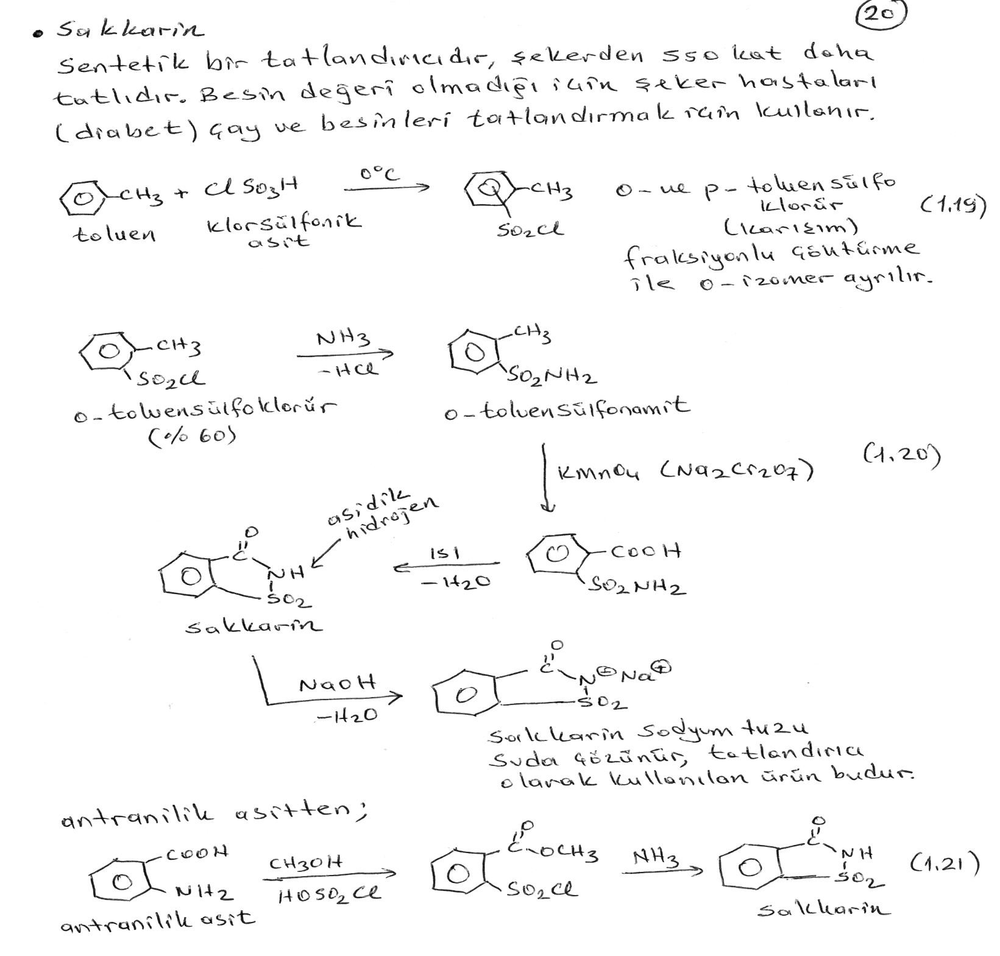 20
• Sakkarin
Sentetik bir tatlandırıcıdır, şekerden 550 kat daha
tatlıdır. Besin değeri olmadığı için şeker hastaları
(diabet) çay ve besinleri tatlandırmak için kullanır.
CH3 + ClSO3H 0°C CH3 SO2Cl
o- ve p- toluensülfo
klorür
(karışım)
(1.19)
toluen klorsülfonik
asit
fraksiyonlu çöktürme
ile o-izomer ayrılır.
CH3 SO2Cl NH3 -HCl CH3 SO2NH2
o-toluensülfoklorür o-toluensülfonamit
(%60)
KMnO4 (Na2Cr2O7) (1.20)
asidik
hidrojen
O C NH SO2 ısı -H2O COOH SO2NH2
sakkarin
NaOH -H2O O C N⊖Na⊕ SO2
Sakkarin sodyum tuzu
suda çözünür, tatlandırıcı
olarak kullanılan ürün budur.
antranilik asitten;
COOH NH2 CH3OH HOSO2Cl O C OCH3 SO2Cl NH3 O C NH SO2 (1.21)
antranilik asit sakkarin